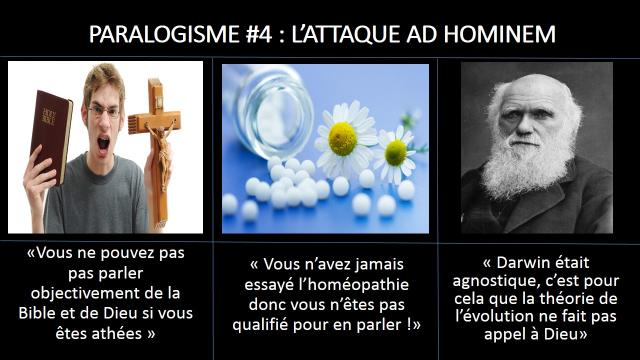 PARALOGISME #4 : L'ATTAQUE AD HOMINEM
HOLY
BIBLE
«Vous ne pouvez pas
pas parler
objectivement de la
Bible et de Dieu si vous
êtes athées »
« Vous n'avez jamais
essayé l'homéopathie
donc vous n'êtes pas
qualifié pour en parler !»
« Darwin était
agnostique, c'est pour
cela que la théorie de
l'évolution ne fait pas
appel à Dieu»